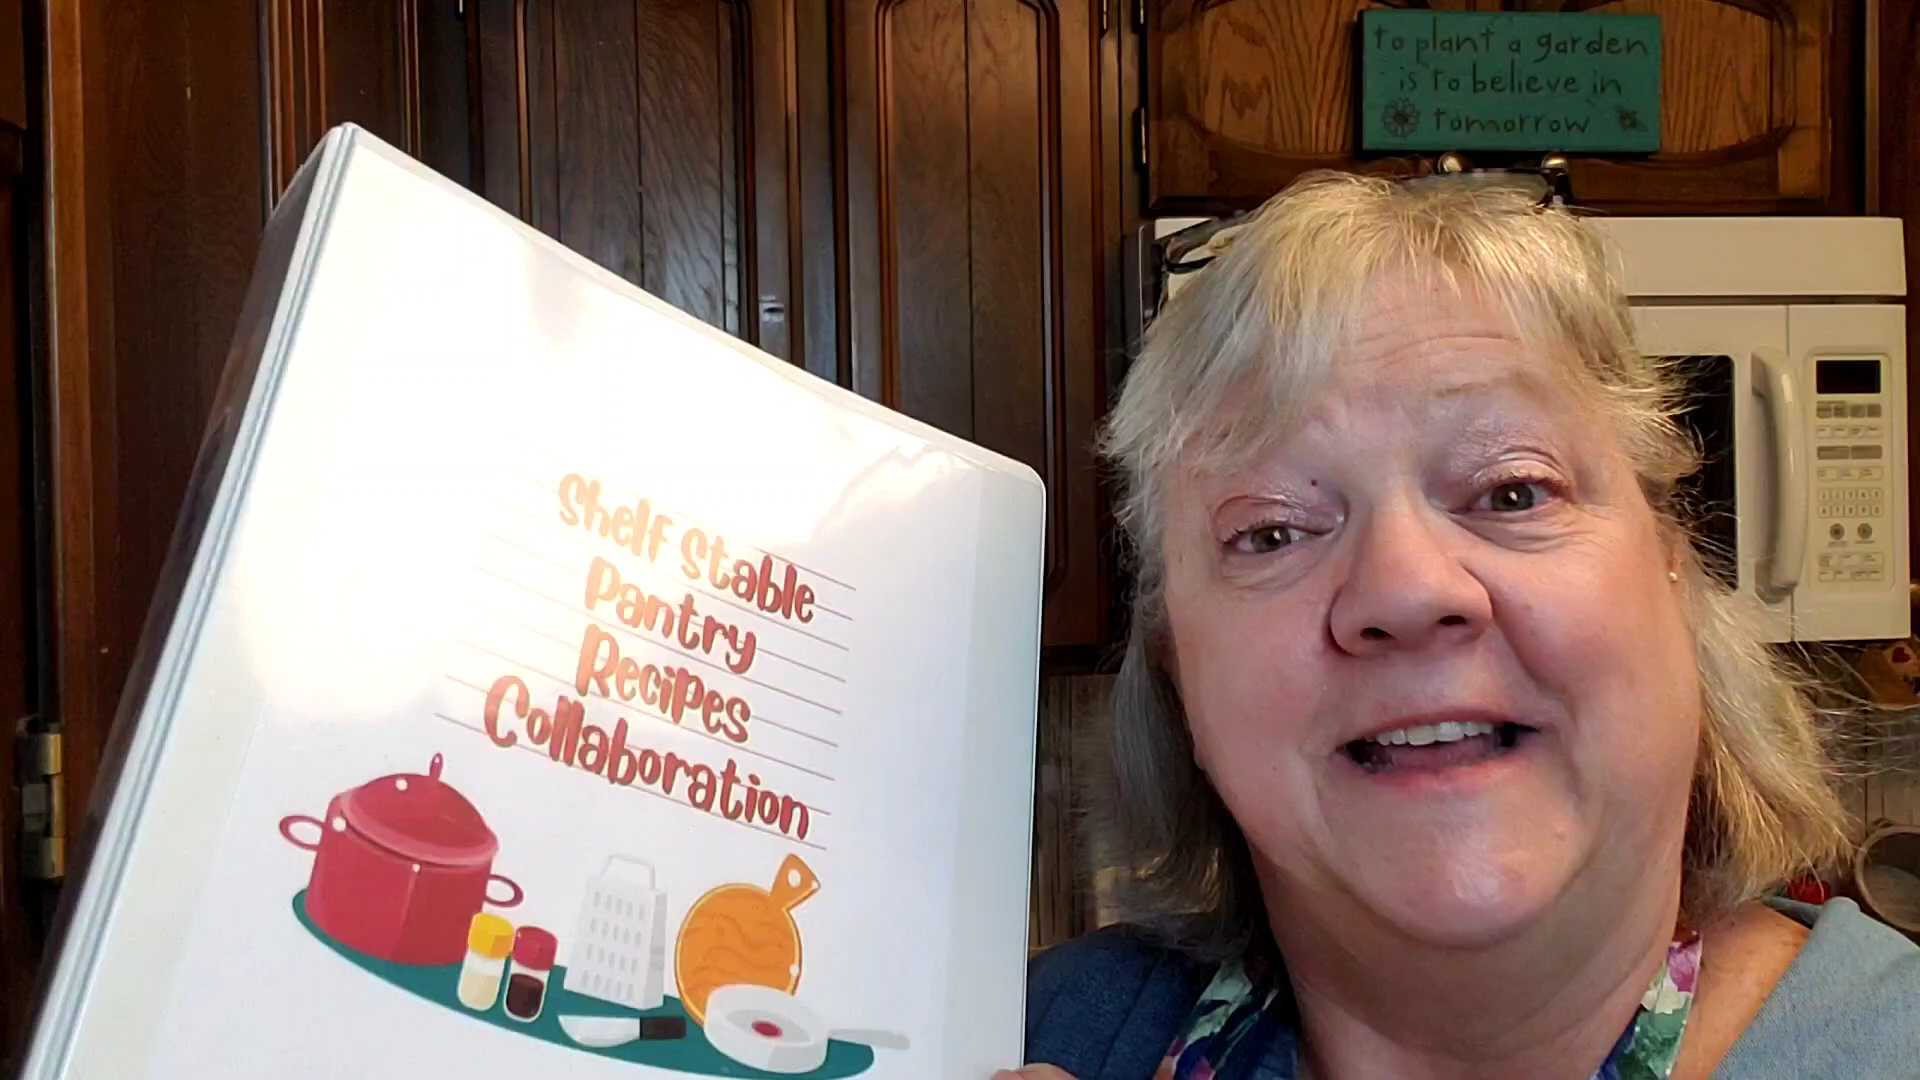 to plant a garden
is to believe in
tomorrow
Shelf Stable
Pantry
Recipes
Collaboration